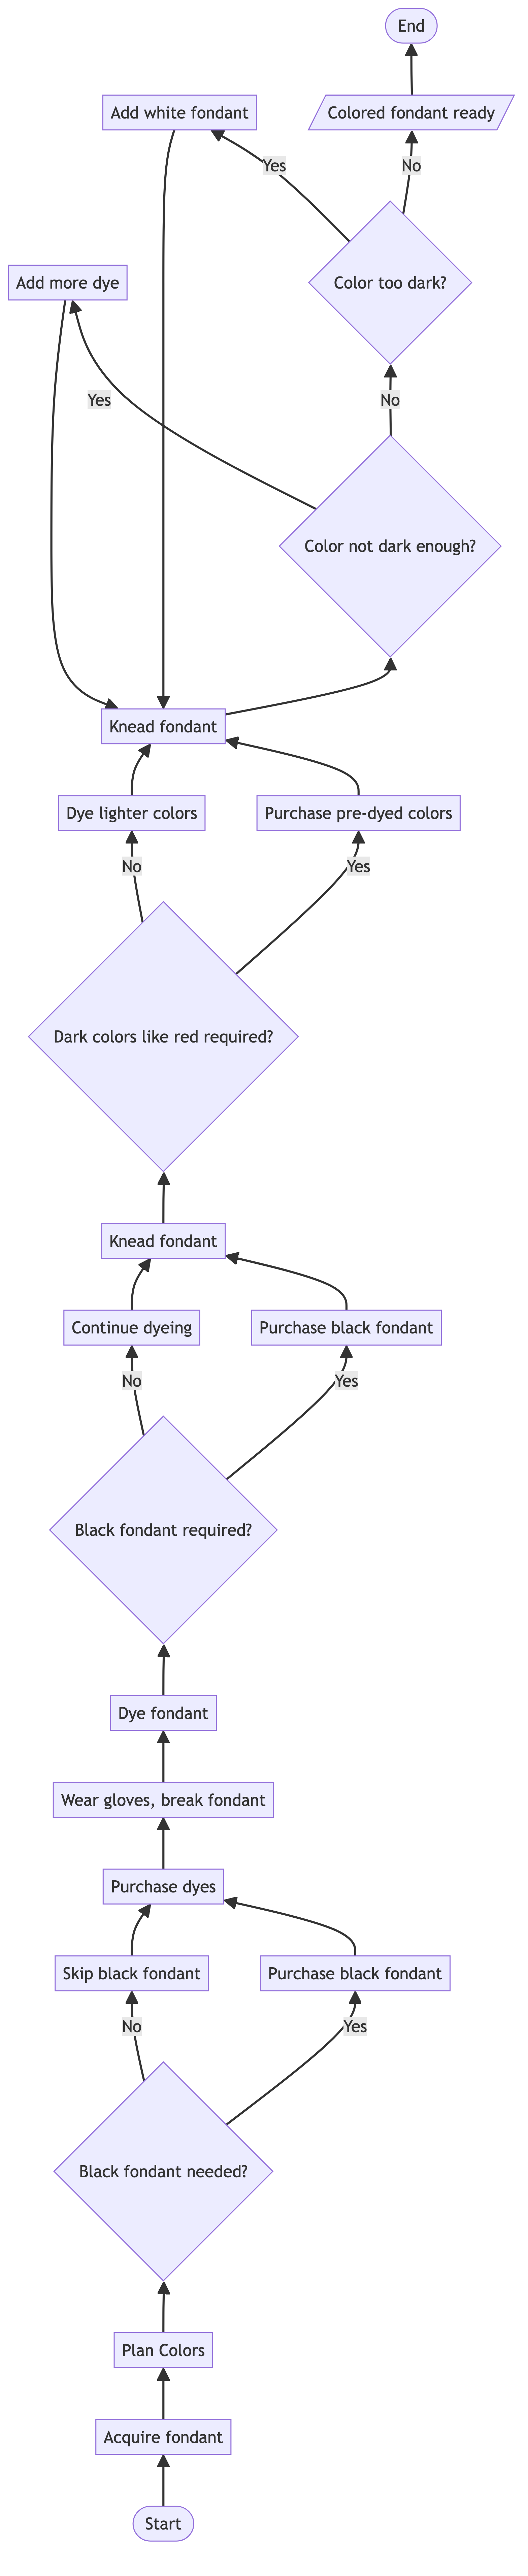 End
Add white fondant
Colored fondant ready
Yes
No
Add more dye
Color too dark?
Yes
No
Color not dark enough?
Knead fondant
Dye lighter colors
Purchase pre-dyed colors
No
Yes
Dark colors like red required?
Knead fondant
Continue dyeing
Purchase black fondant
No
Yes
Black fondant required?
Dye fondant
Wear gloves, break fondant
Purchase dyes
Skip black fondant
Purchase black fondant
No
Yes
Black fondant needed?
Plan Colors
Acquire fondant
Start